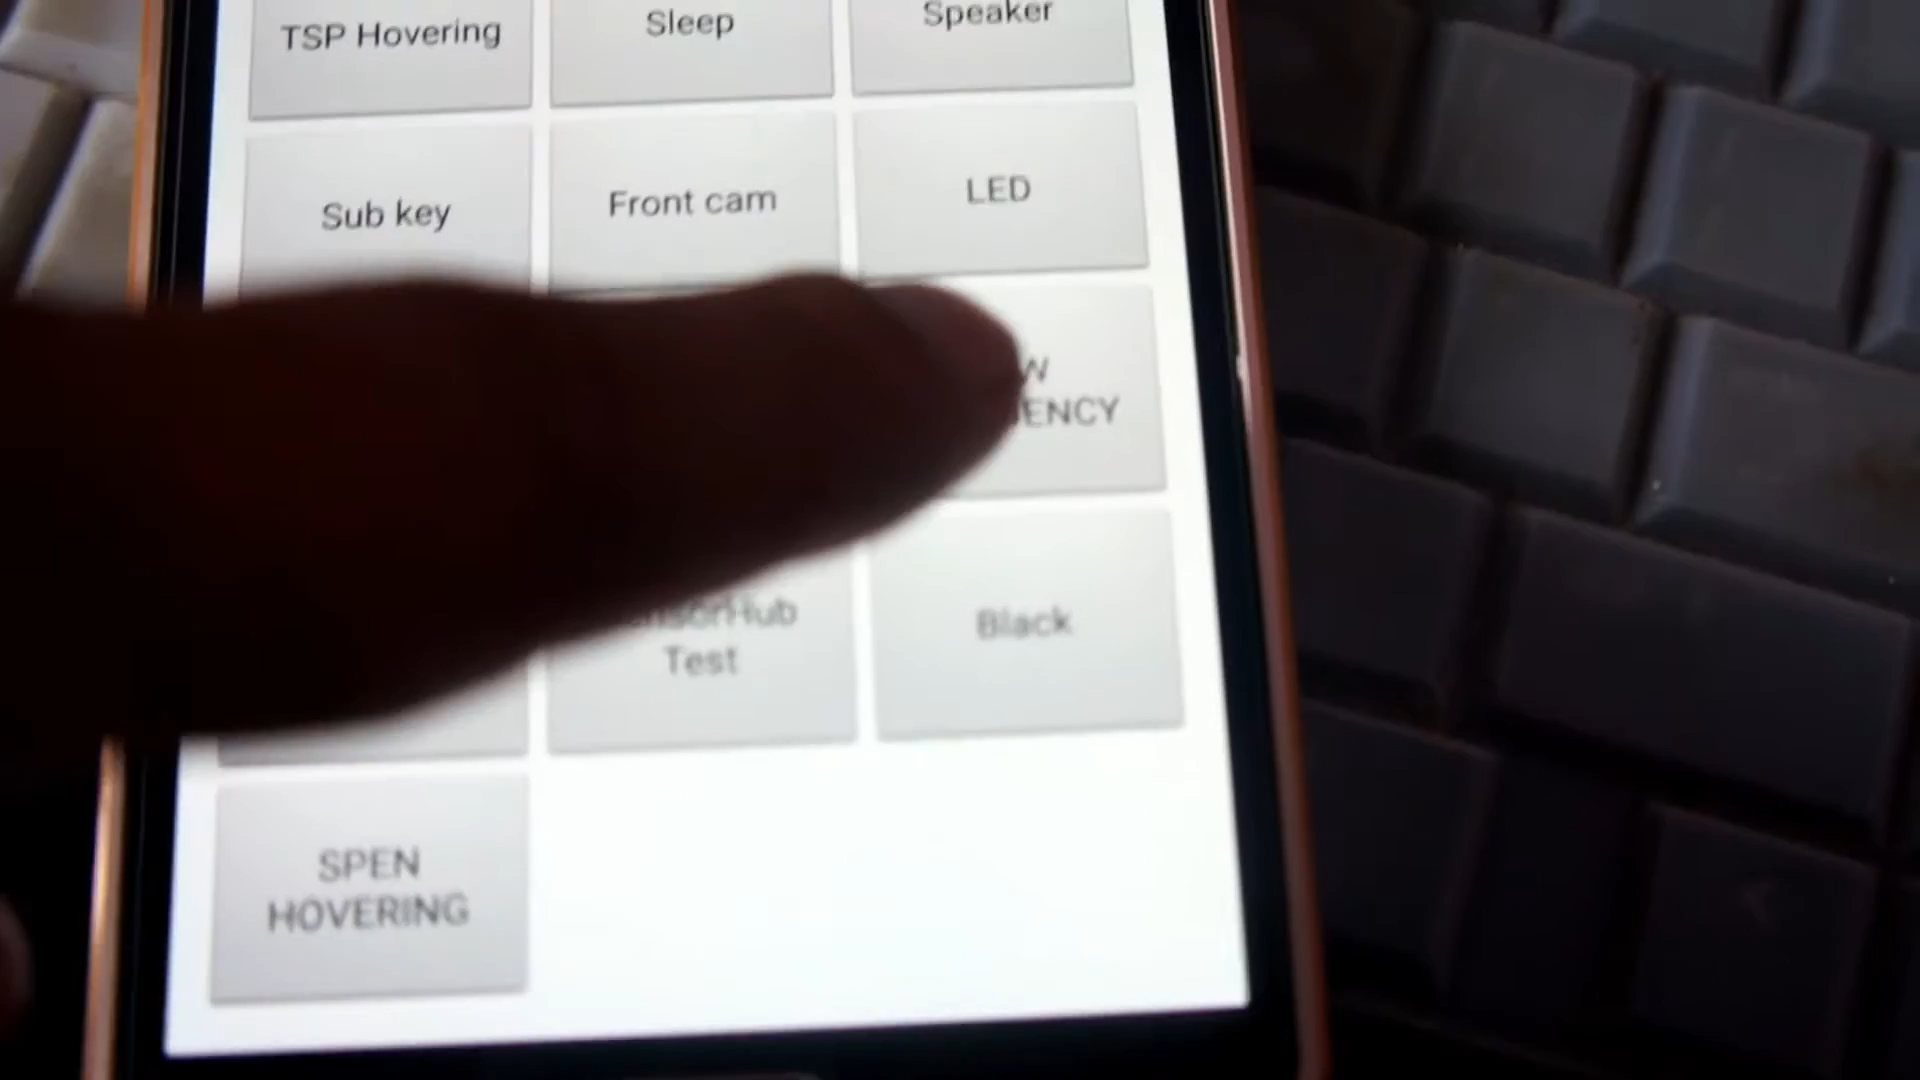 TSP Hovering
Sleep
Speaker
Sub key
Front cam
LED
Test
Black
SPEN
HOVERING